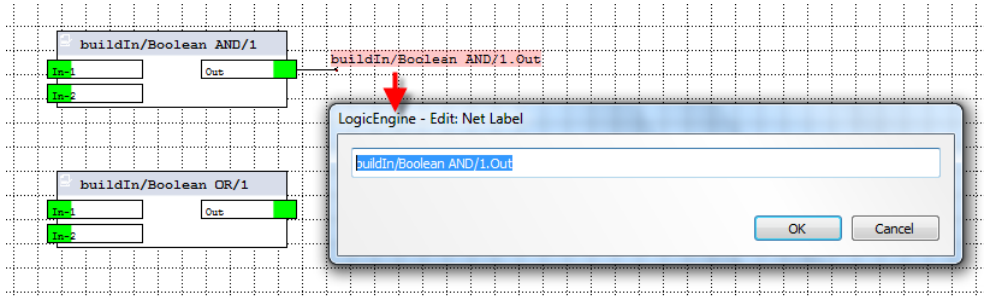 buildIn/Boolean AND/1
In-1
Out
In-2
buildIn/Boolean AND/1.Out
LogicEngine - Edit: Net Label
buildIn/Boolean AND/1.Out
OK
Cancel
buildIn/Boolean OR/1
In-1
Out
In-2